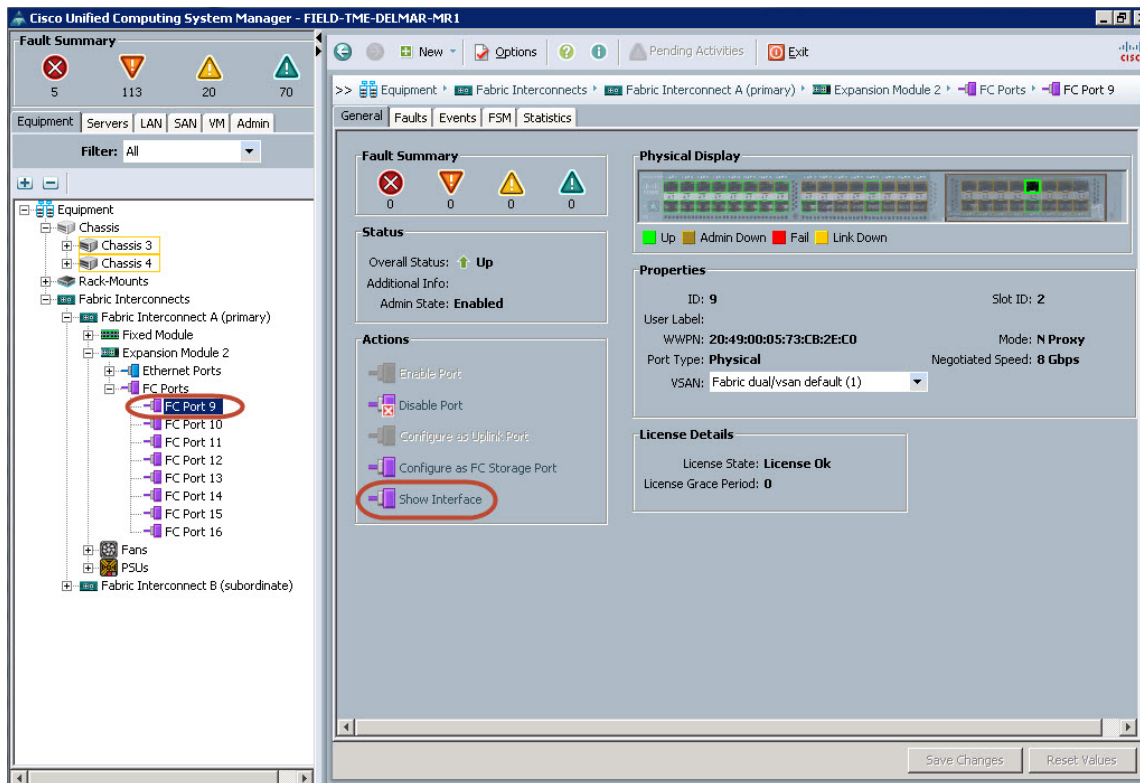 Cisco Unified Computing System Manager - FIELD-TME-DELMAR-MR1
Fault Summary
5 113 20 70
Equipment Servers LAN SAN VM Admin
Filter: All
Equipment
Chassis
Chassis 3
Chassis 4
Rack-Mounts
Fabric Interconnects
Fabric Interconnect A (primary)
Fixed Module
Expansion Module 2
Ethernet Ports
FC Ports
FC Port 9
FC Port 10
FC Port 11
FC Port 12
FC Port 13
FC Port 14
FC Port 15
FC Port 16
Fans
PSUs
Fabric Interconnect B (subordinate)
New Options Pending Activities Exit
CISC
>> Equipment Fabric Interconnects Fabric Interconnect A (primary) Expansion Module 2 FC Ports FC Port 9
General Faults Events FSM Statistics
Fault Summary
0 0 0 0
Status
Overall Status: Up
Additional Info:
Admin State: Enabled
Actions
Enable Port
Disable Port
Configure as Uplink Port
Configure as FC Storage Port
Show Interface
Physical Display
Up Admin Down Fail Link Down
Properties
ID: 9 Slot ID: 2
User Label:
WWPN: 20:49:00:05:73:CB:2E:C0 Mode: N Proxy
Port Type: Physical Negotiated Speed: 8 Gbps
VSAN: Fabric dual/vsan default (1)
License Details
License State: License Ok
License Grace Period: 0
Save Changes Reset Values